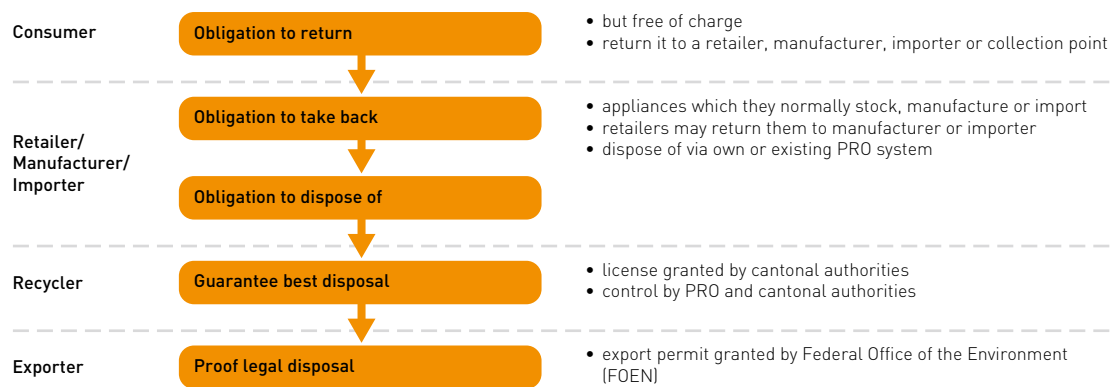 Consumer
Obligation to return
• but free of charge
• return it to a retailer, manufacturer, importer or collection point
Retailer/
Manufacturer/
Importer
Obligation to take back
• appliances which they normally stock, manufacture or import
• retailers may return them to manufacturer or importer
• dispose of via own or existing PRO system
Obligation to dispose of
Recycler
Guarantee best disposal
• license granted by cantonal authorities
• control by PRO and cantonal authorities
Exporter
Proof legal disposal
• export permit granted by Federal Office of the Environment
(FOEN)